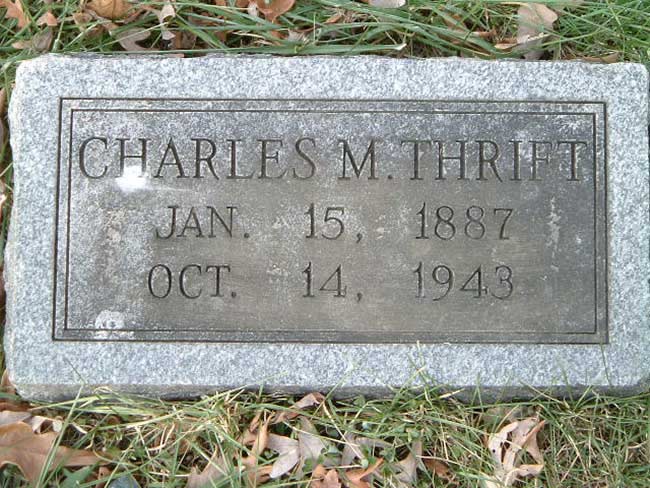 CHARLES M. THRIFT
JAN. 15, 1887
OCT. 14, 1943